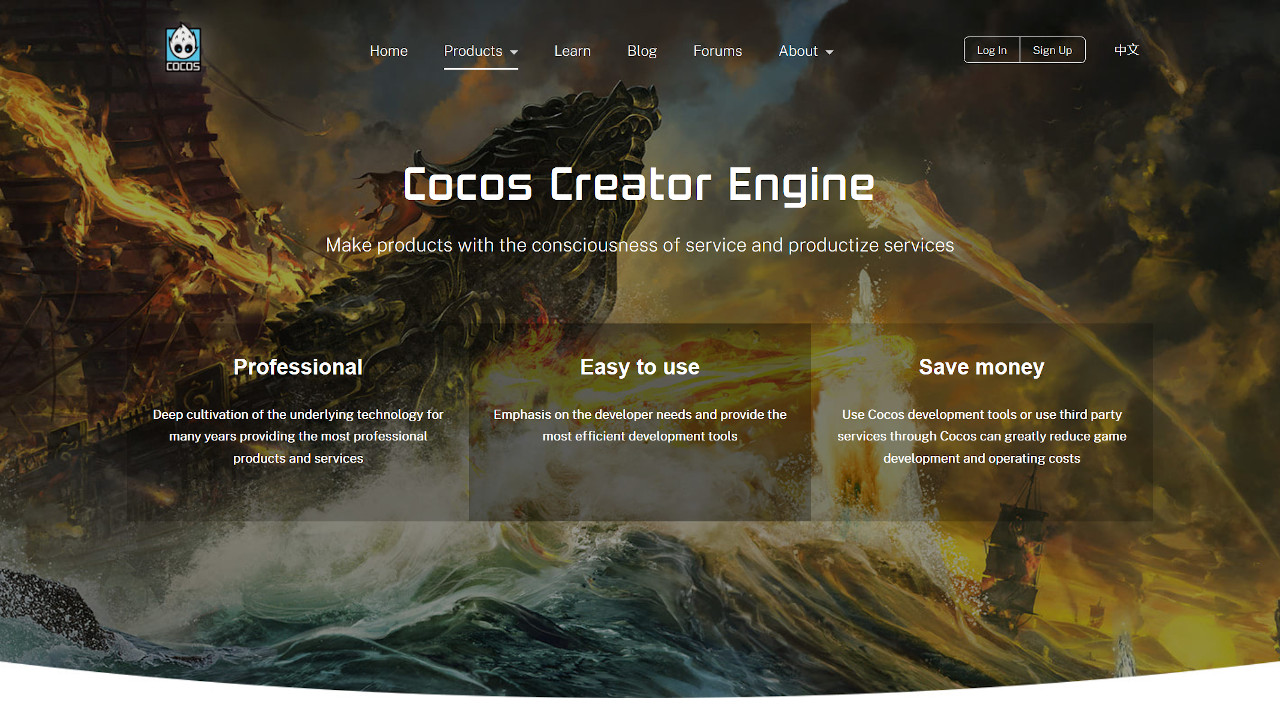 COCOS
Home
Products
Learn
Blog
Forums
About
Log In
Sign Up
中文
Cocos Creator Engine
Make products with the consciousness of service and productize services
Professional
Deep cultivation of the underlying technology for
many years providing the most professional
products and services
Easy to use
Emphasis on the developer needs and provide the
most efficient development tools
Save money
Use Cocos development tools or use third party
services through Cocos can greatly reduce game
development and operating costs